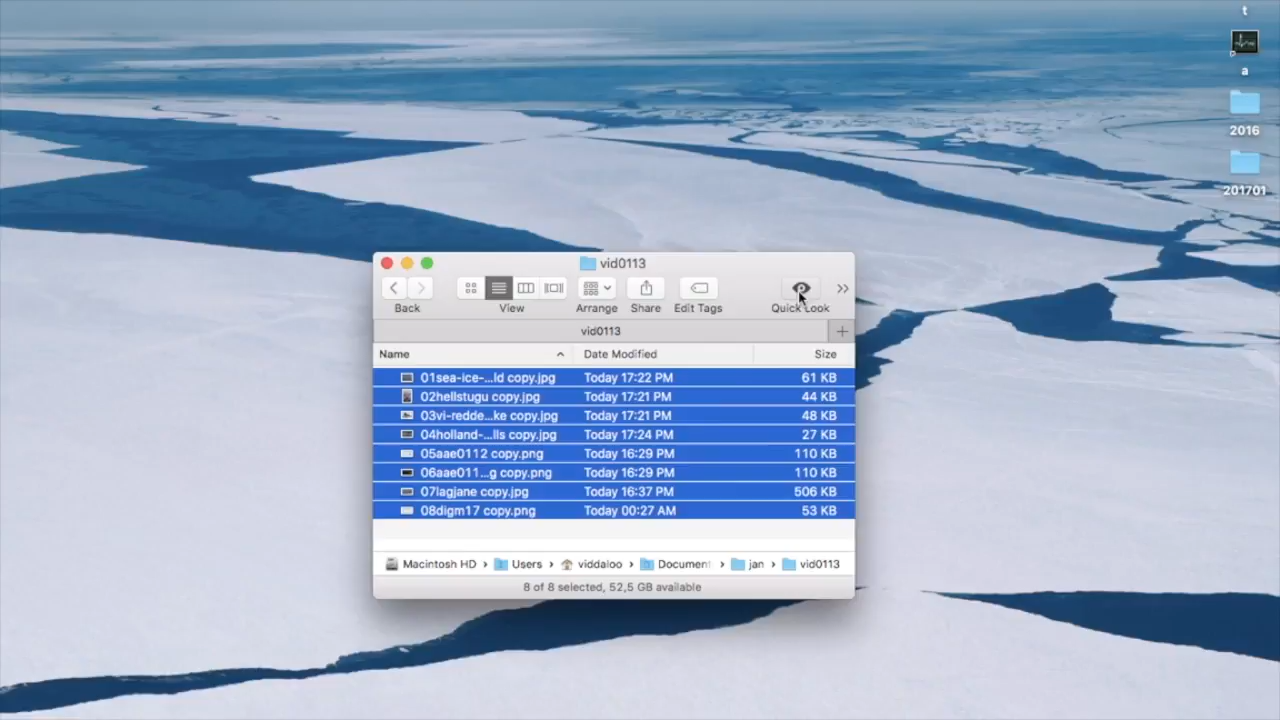 t
a
2016
201701
vid0113
Back
View
Arrange
Share
Edit Tags
Quick Look
vid0113
Name Date Modified Size
01sea-ice-...ld copy.jpg Today 17:22 PM 61 KB
02hellstugu copy.jpg Today 17:21 PM 44 KB
03vi-redde...ke copy.jpg Today 17:21 PM 48 KB
04holland-...lls copy.jpg Today 17:24 PM 27 KB
05aae0112 copy.png Today 16:29 PM 110 KB
06aae011...g copy.png Today 16:29 PM 110 KB
07lagjane copy.jpg Today 16:37 PM 506 KB
08digm17 copy.png Today 00:27 AM 53 KB
Macintosh HD › Users › viddaloo › Document › jan › vid0113
8 of 8 selected, 52,5 GB available